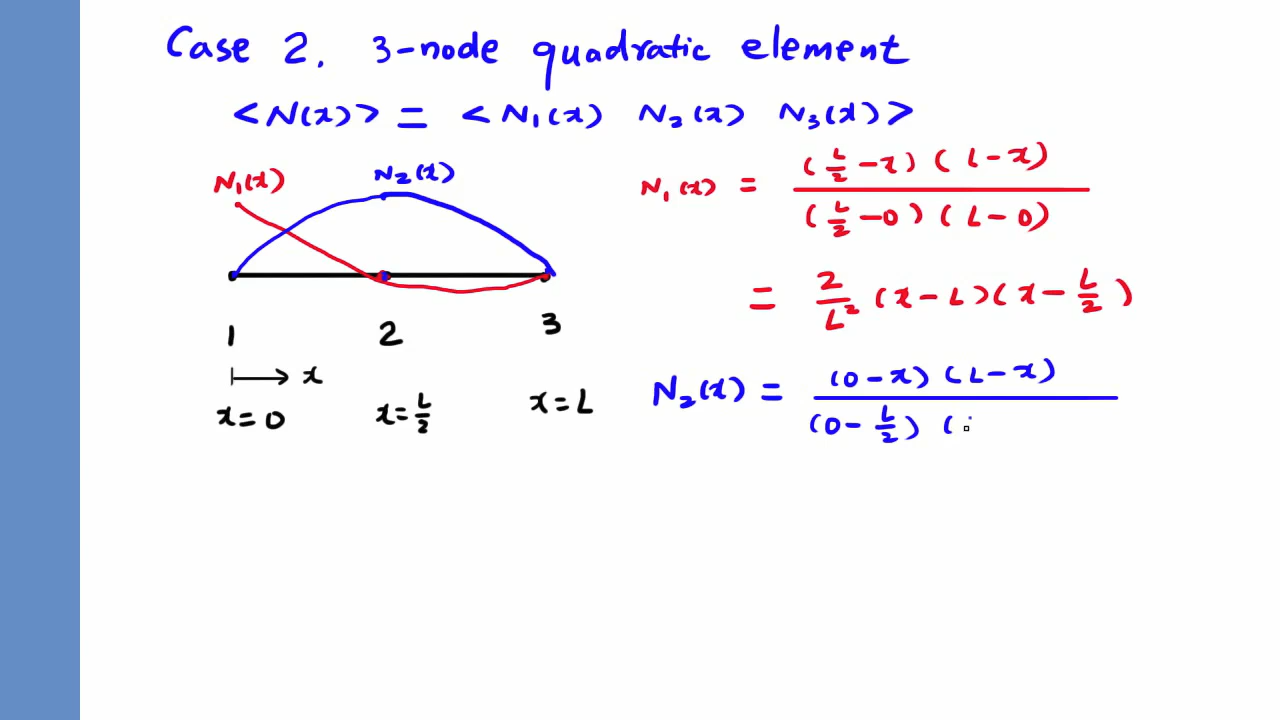 Case 2. 3-node quadratic element
<N(x)> = <N₁(x) N₂(x) N₃(x)>
N₁(x)
N₂(x)
1 2 3
x
x=0 x=L/2 x=L
N₁(x) = (L/2-x)(L-x) / (L/2-0)(L-0)
= 2/L² (x-L)(x-L/2)
N₂(x) = (0-x)(L-x) / (0-L/2)(